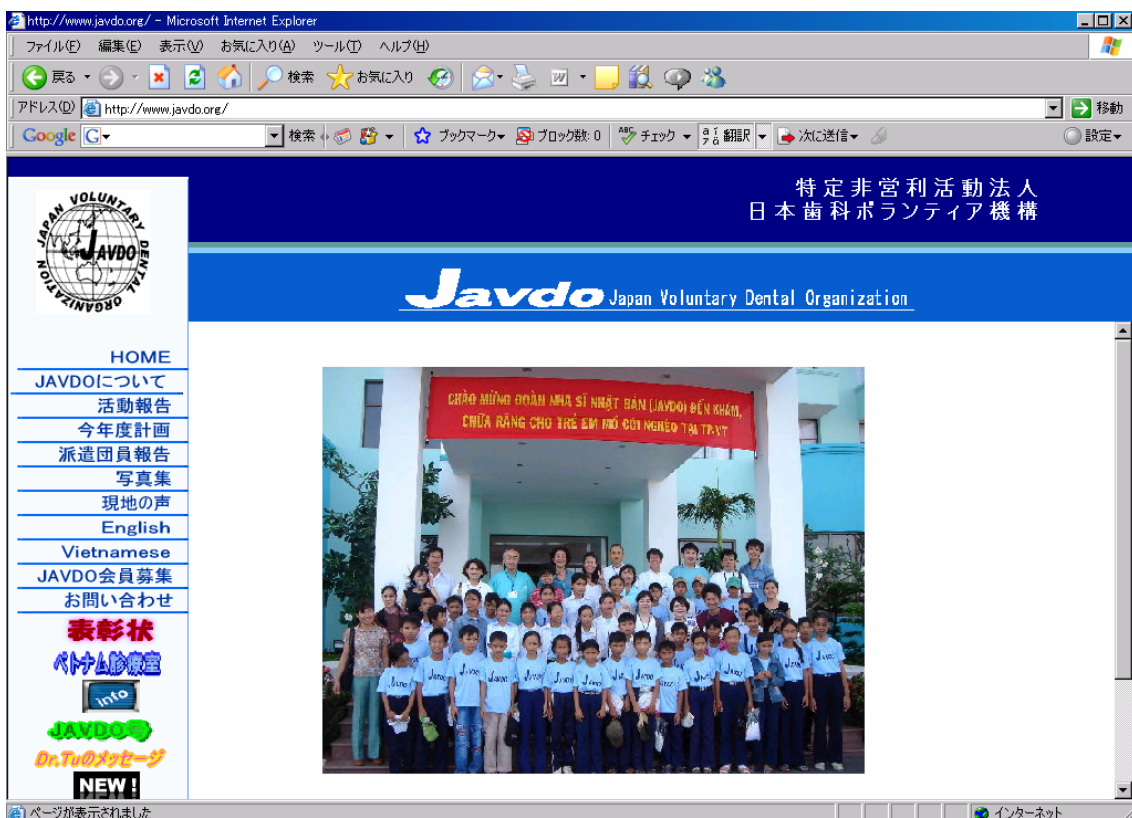 http://www.javdo.org/ - Microsoft Internet Explorer
ファイル(F) 編集(E) 表示(V) お気に入り(A) ツール(T) ヘルプ(H)
戻る 検索 お気に入り
アドレス(D) http://www.javdo.org/ 移動
Google G 検索 ブックマーク ブロック数: 0 ABC チェック 翻訳 次に送信 設定
特定非営利活動法人
日本歯科ボランティア機構
JAPAN VOLUNTARY DENTAL ORGANIZATION
JAVDO
Javdo Japan Voluntary Dental Organization
HOME
JAVDOについて
活動報告
今年度計画
派遣団員報告
写真集
現地の声
English
Vietnamese
JAVDO会員募集
お問い合わせ
表彰状
ベトナム診療室
info
JAVDO号
Dr.Tuのメッセージ
NEW!
CHÀO MỪNG ĐOÀN NHA SĨ NHẬT BẢN (JAVDO) ĐẾN KHÁM,
CHỮA RĂNG CHO TRẺ EM MỒ CÔI NGHÈO TẠI TP.VT
ページが表示されました インターネット